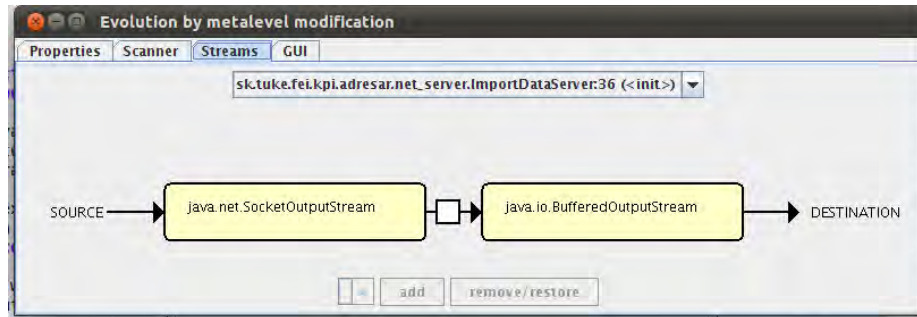 Evolution by metalevel modification
Properties Scanner Streams GUI
sk.tuke.fei.kpi.adresar.net_server.ImportDataServer:36 (<init>)
SOURCE java.net.SocketOutputStream java.io.BufferedOutputStream DESTINATION
add remove/restore